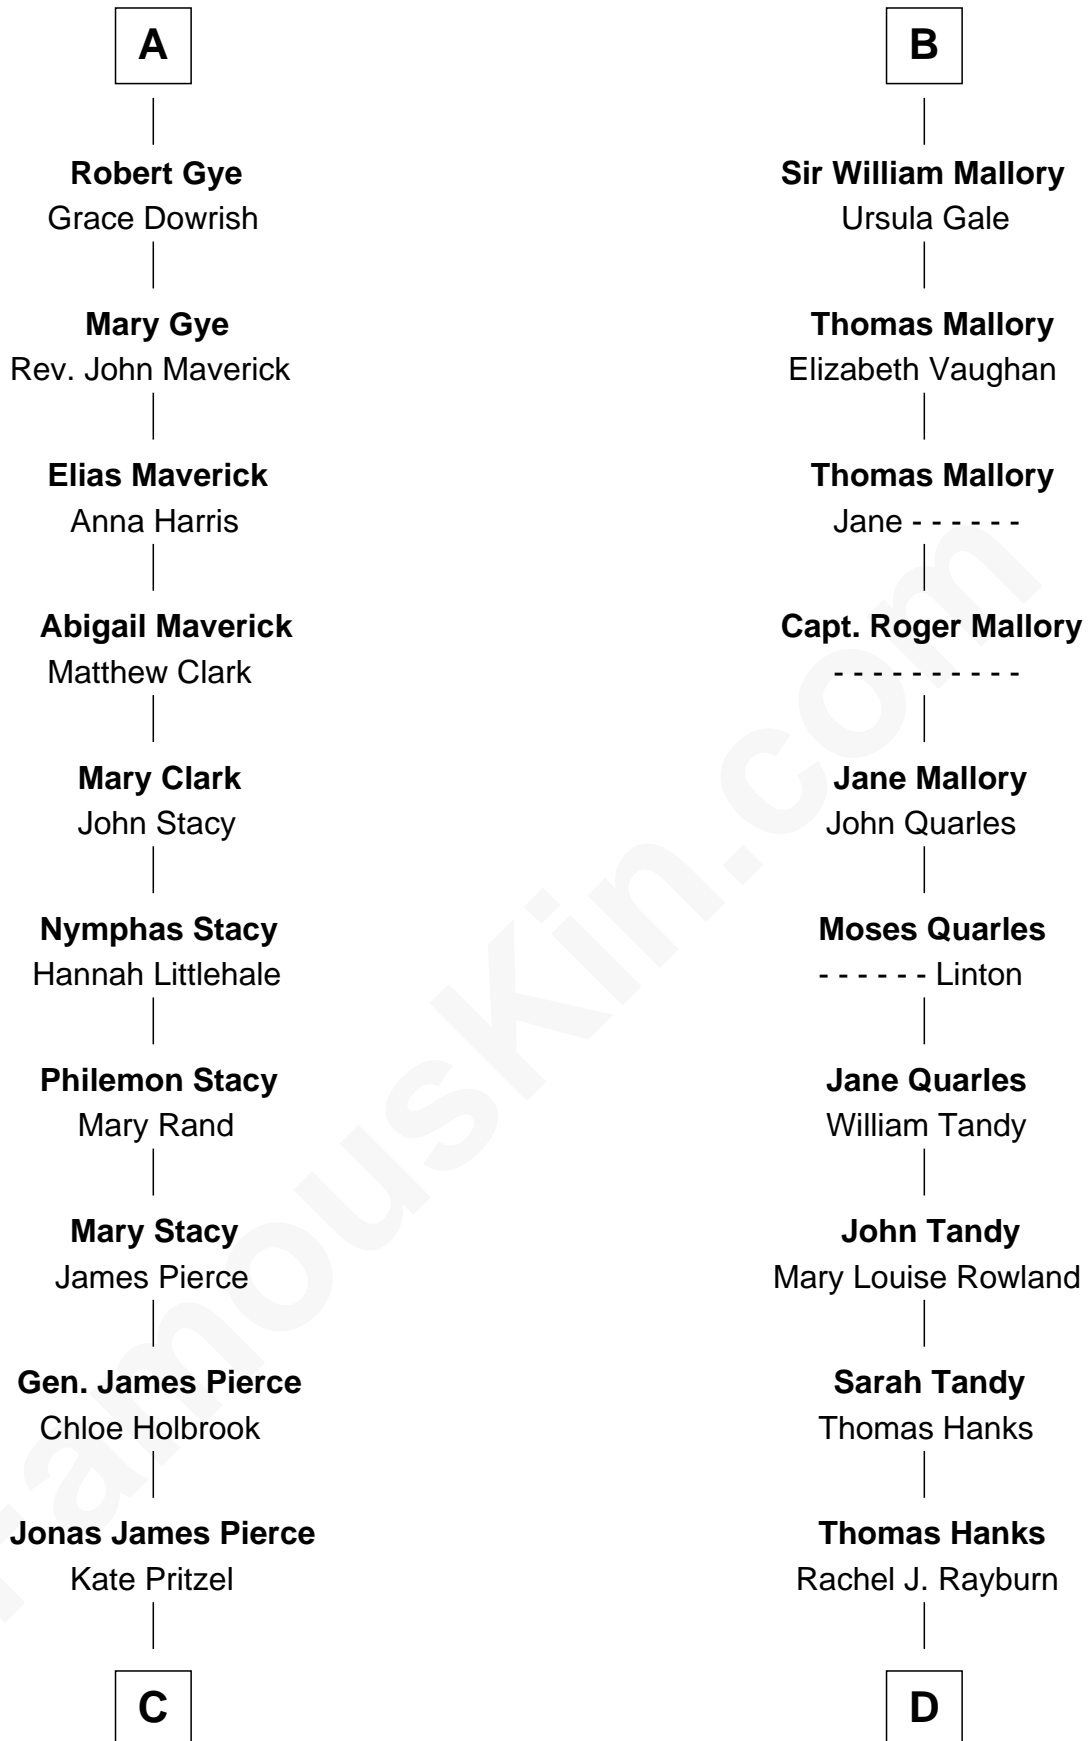 A
Robert Gye
Grace Dowrish
Mary Gye
Rev. John Maverick
Elias Maverick
Anna Harris
Abigail Maverick
Matthew Clark
Mary Clark
John Stacy
Nymphas Stacy
Hannah Littlehale
Philemon Stacy
Mary Rand
Mary Stacy
James Pierce
Gen. James Pierce
Chloe Holbrook
Jonas James Pierce
Kate Pritzel
C
B
Sir William Mallory
Ursula Gale
Thomas Mallory
Elizabeth Vaughan
Thomas Mallory
Jane - - - - - -
Capt. Roger Mallory
- - - - - - - - - -
Jane Mallory
John Quarles
Moses Quarles
- - - - - - Linton
Jane Quarles
William Tandy
John Tandy
Mary Louise Rowland
Sarah Tandy
Thomas Hanks
Thomas Hanks
Rachel J. Rayburn
D
FamousKin.com